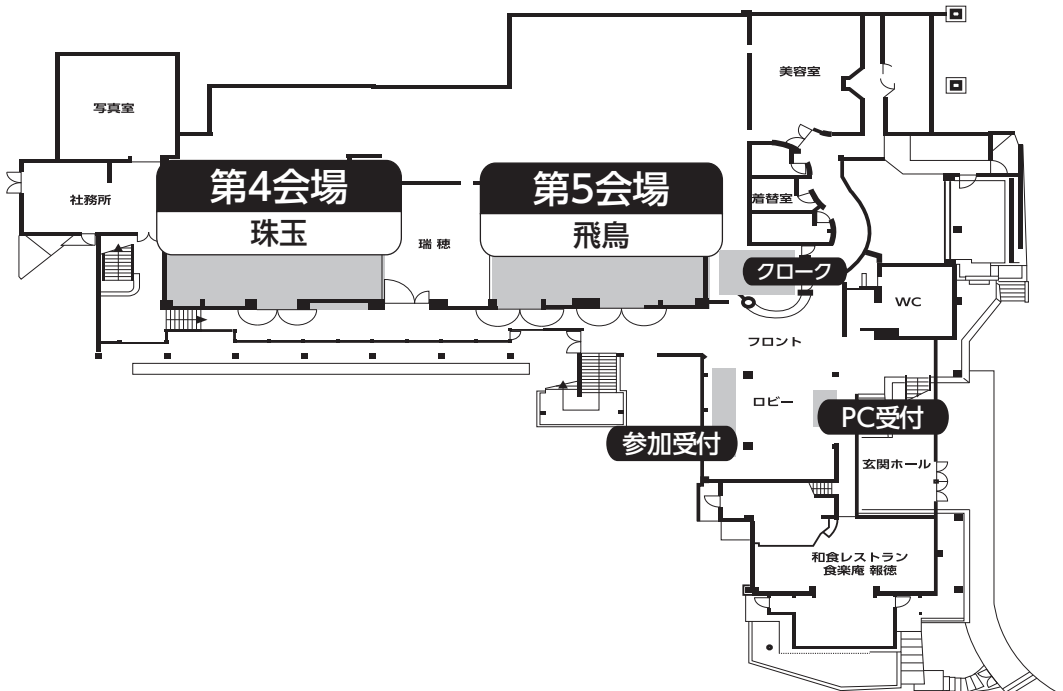 美容室
写真室
第4会場
珠玉
第5会場
飛鳥
社務所
瑞穂
着替室
クローク
WC
フロント
ロビー
PC受付
参加受付
玄関ホール
和食レストラン
食楽庵 報徳